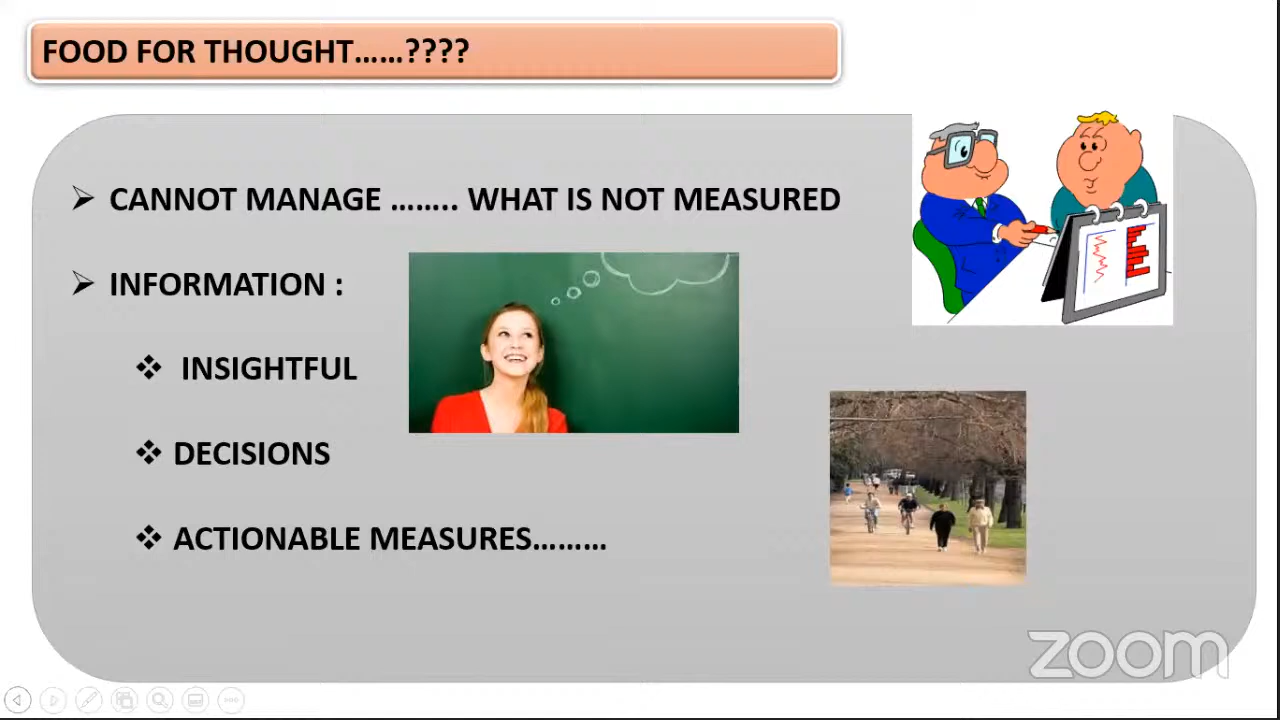 FOOD FOR THOUGHT……????
CANNOT MANAGE …….. WHAT IS NOT MEASURED
INFORMATION :
INSIGHTFUL
DECISIONS
ACTIONABLE MEASURES………
zoom